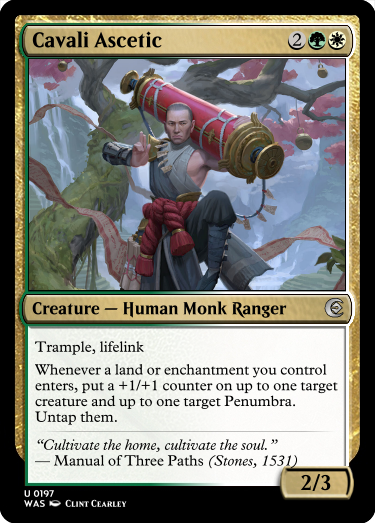 Cavali Ascetic 2
Creature — Human Monk Ranger
Trample, lifelink
Whenever a land or enchantment you control
enters, put a +1/+1 counter on up to one target
creature and up to one target Penumbra.
Untap them.
“Cultivate the home, cultivate the soul.”
— Manual of Three Paths (Stones, 1531)
2/3
U 0197
WAS Clint Cearley